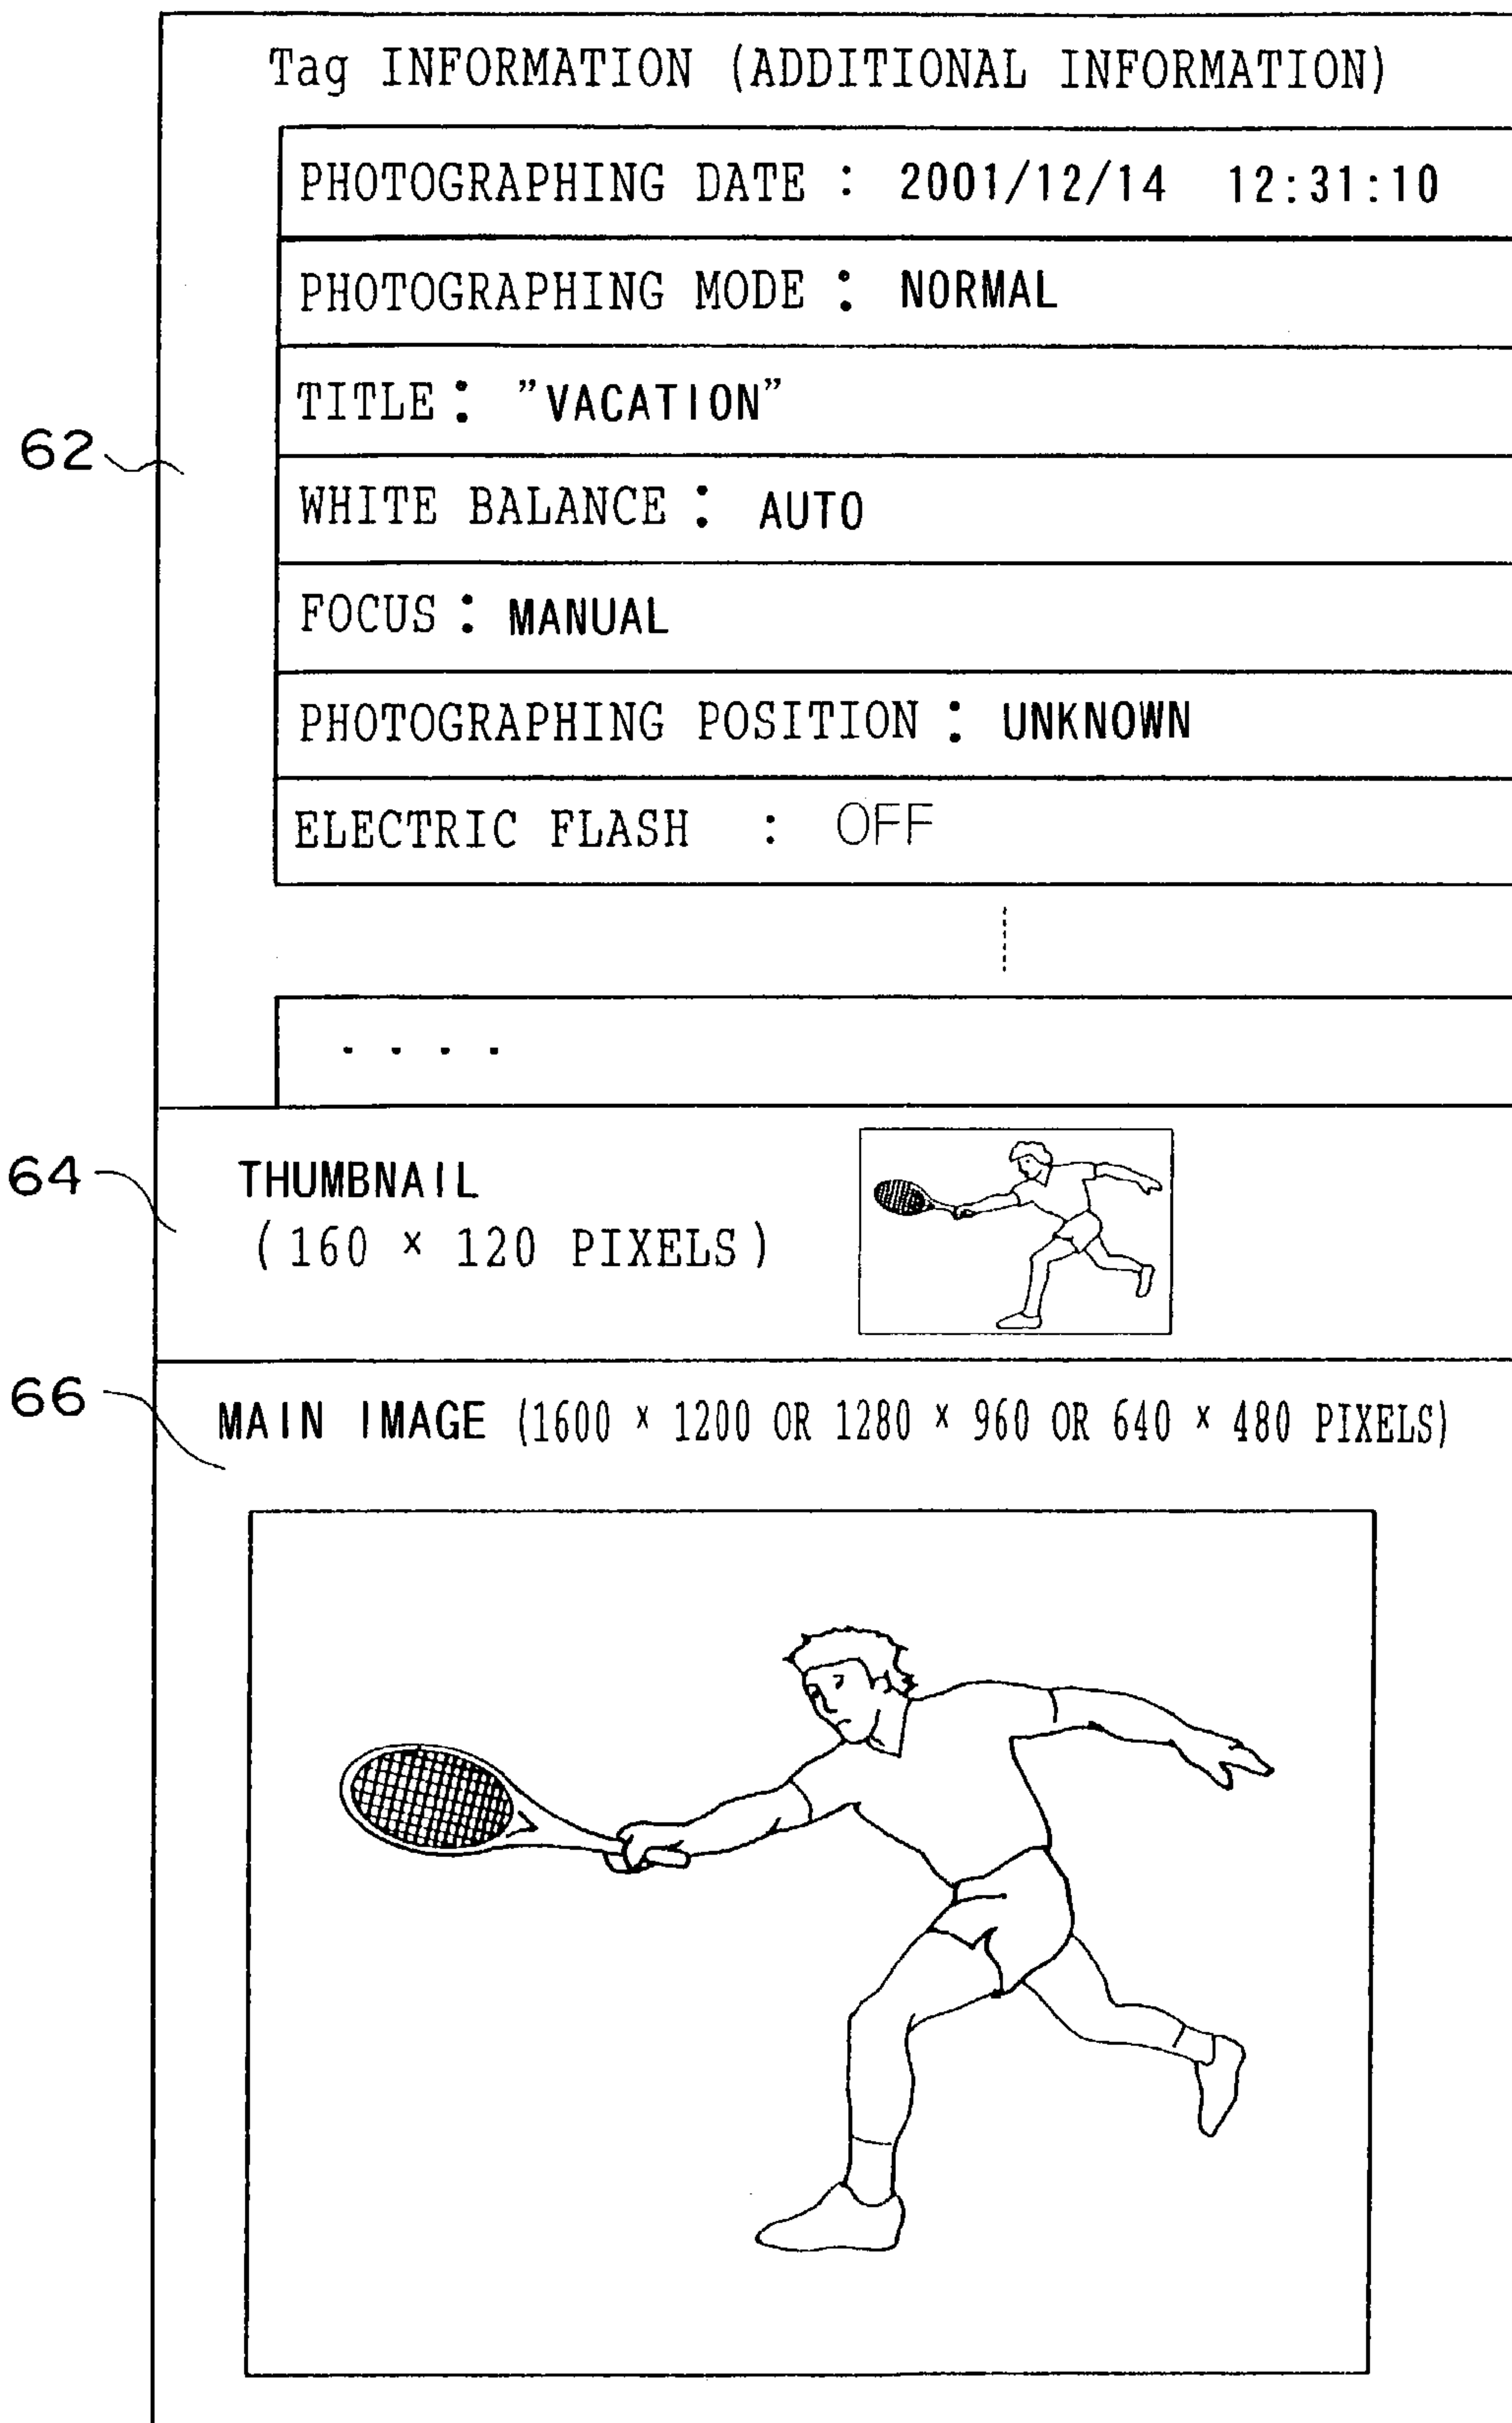 Tag INFORMATION (ADDITIONAL INFORMATION)
PHOTOGRAPHING DATE : 2001/12/14 12:31:10
PHOTOGRAPHING MODE : NORMAL
TITLE : "VACATION"
62
WHITE BALANCE : AUTO
FOCUS : MANUAL
PHOTOGRAPHING POSITION : UNKNOWN
ELECTRIC FLASH : OFF
. . . .
64
THUMBNAIL
(160 × 120 PIXELS)
66
MAIN IMAGE (1600 × 1200 OR 1280 × 960 OR 640 × 480 PIXELS)